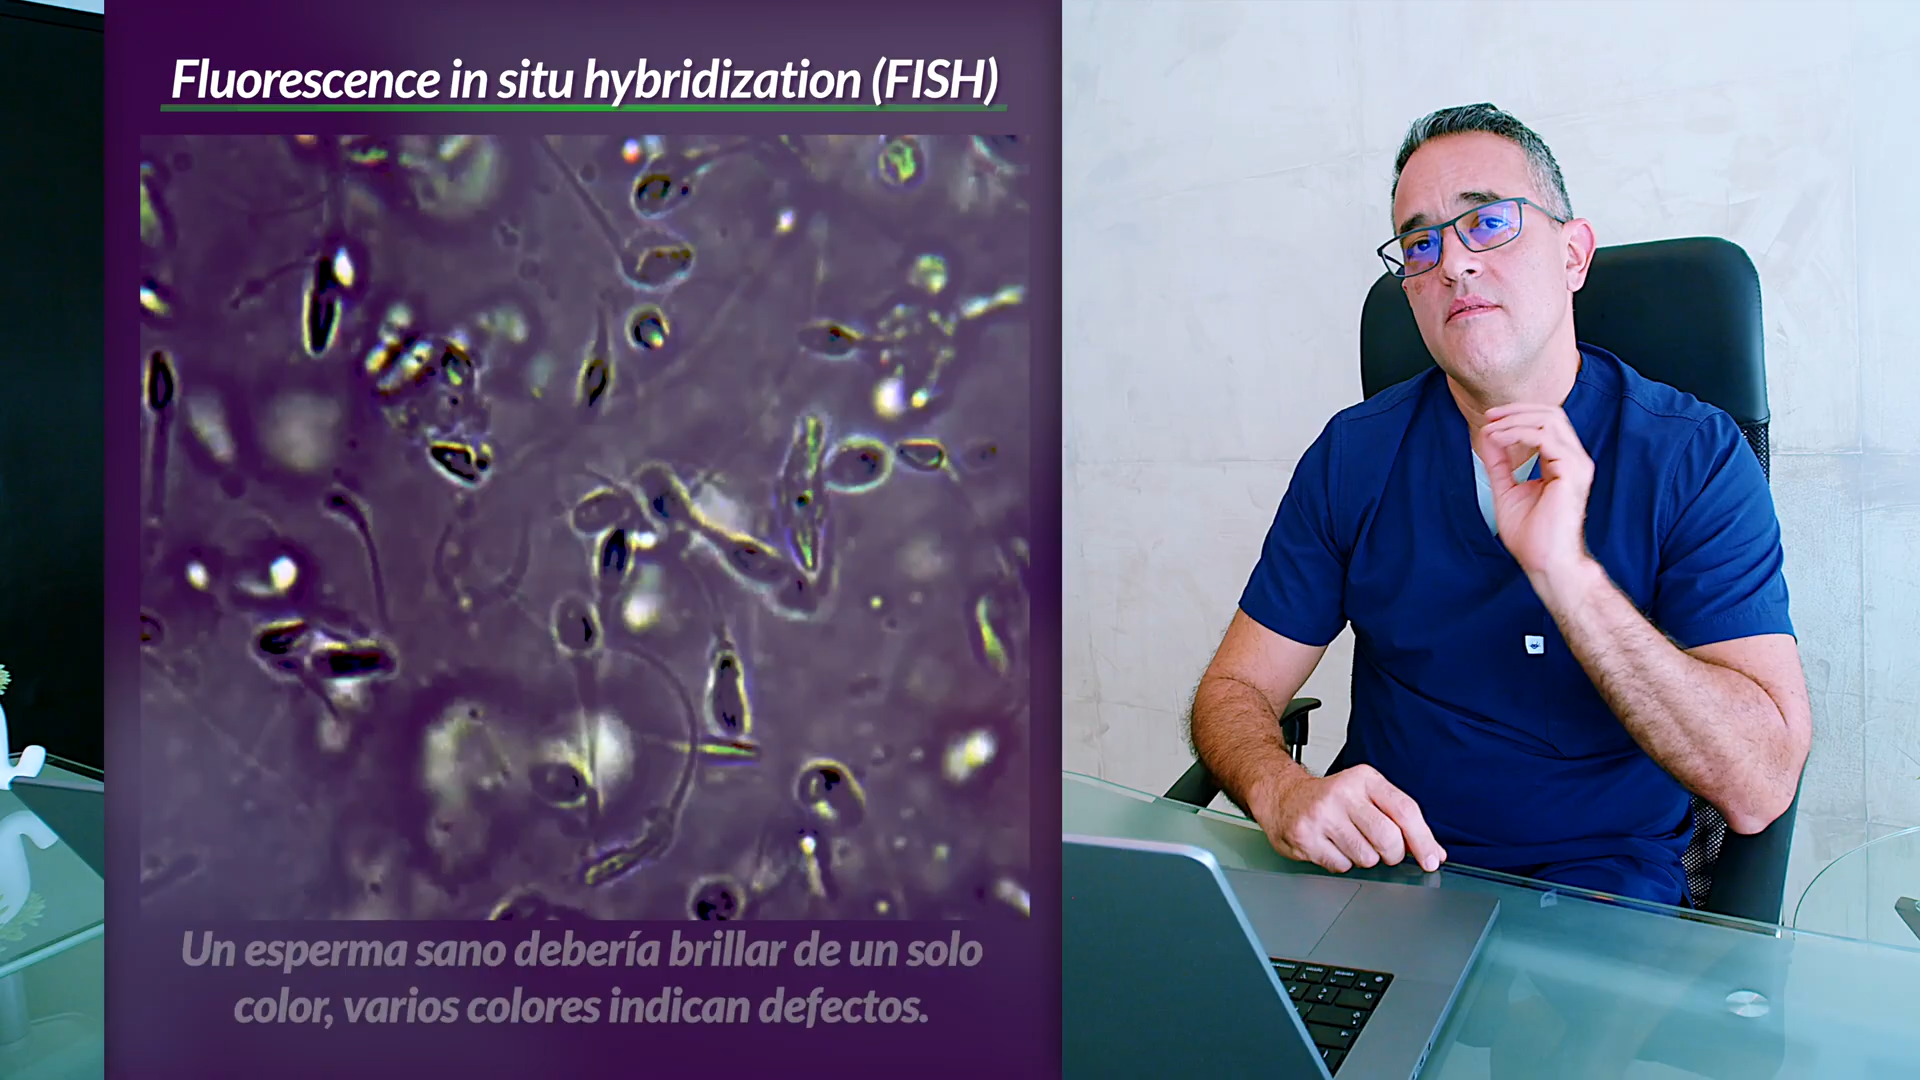 Fluorescence in situ hybridization (FISH)
Un esperma sano debería brillar de un solo
color, varios colores indican defectos.